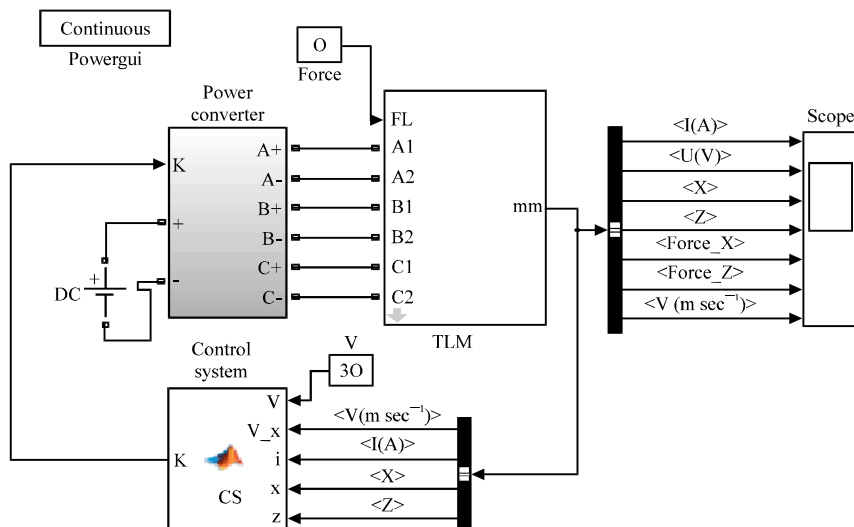 Continuous
Powergui
O
Force
Power
converter
K
+
-
A+
A-
B+
B-
C+
C-
DC
+
FL
A1
A2
B1
B2
C1
C2
mm
TLM
<I(A)>
<U(V)>
<X>
<Z>
<Force_X>
<Force_Z>
<V (m sec⁻¹)>
Scope
Control
system
V
3O
V
V_x
i
x
z
K
CS
<V(m sec⁻¹)>
<I(A)>
<X>
<Z>